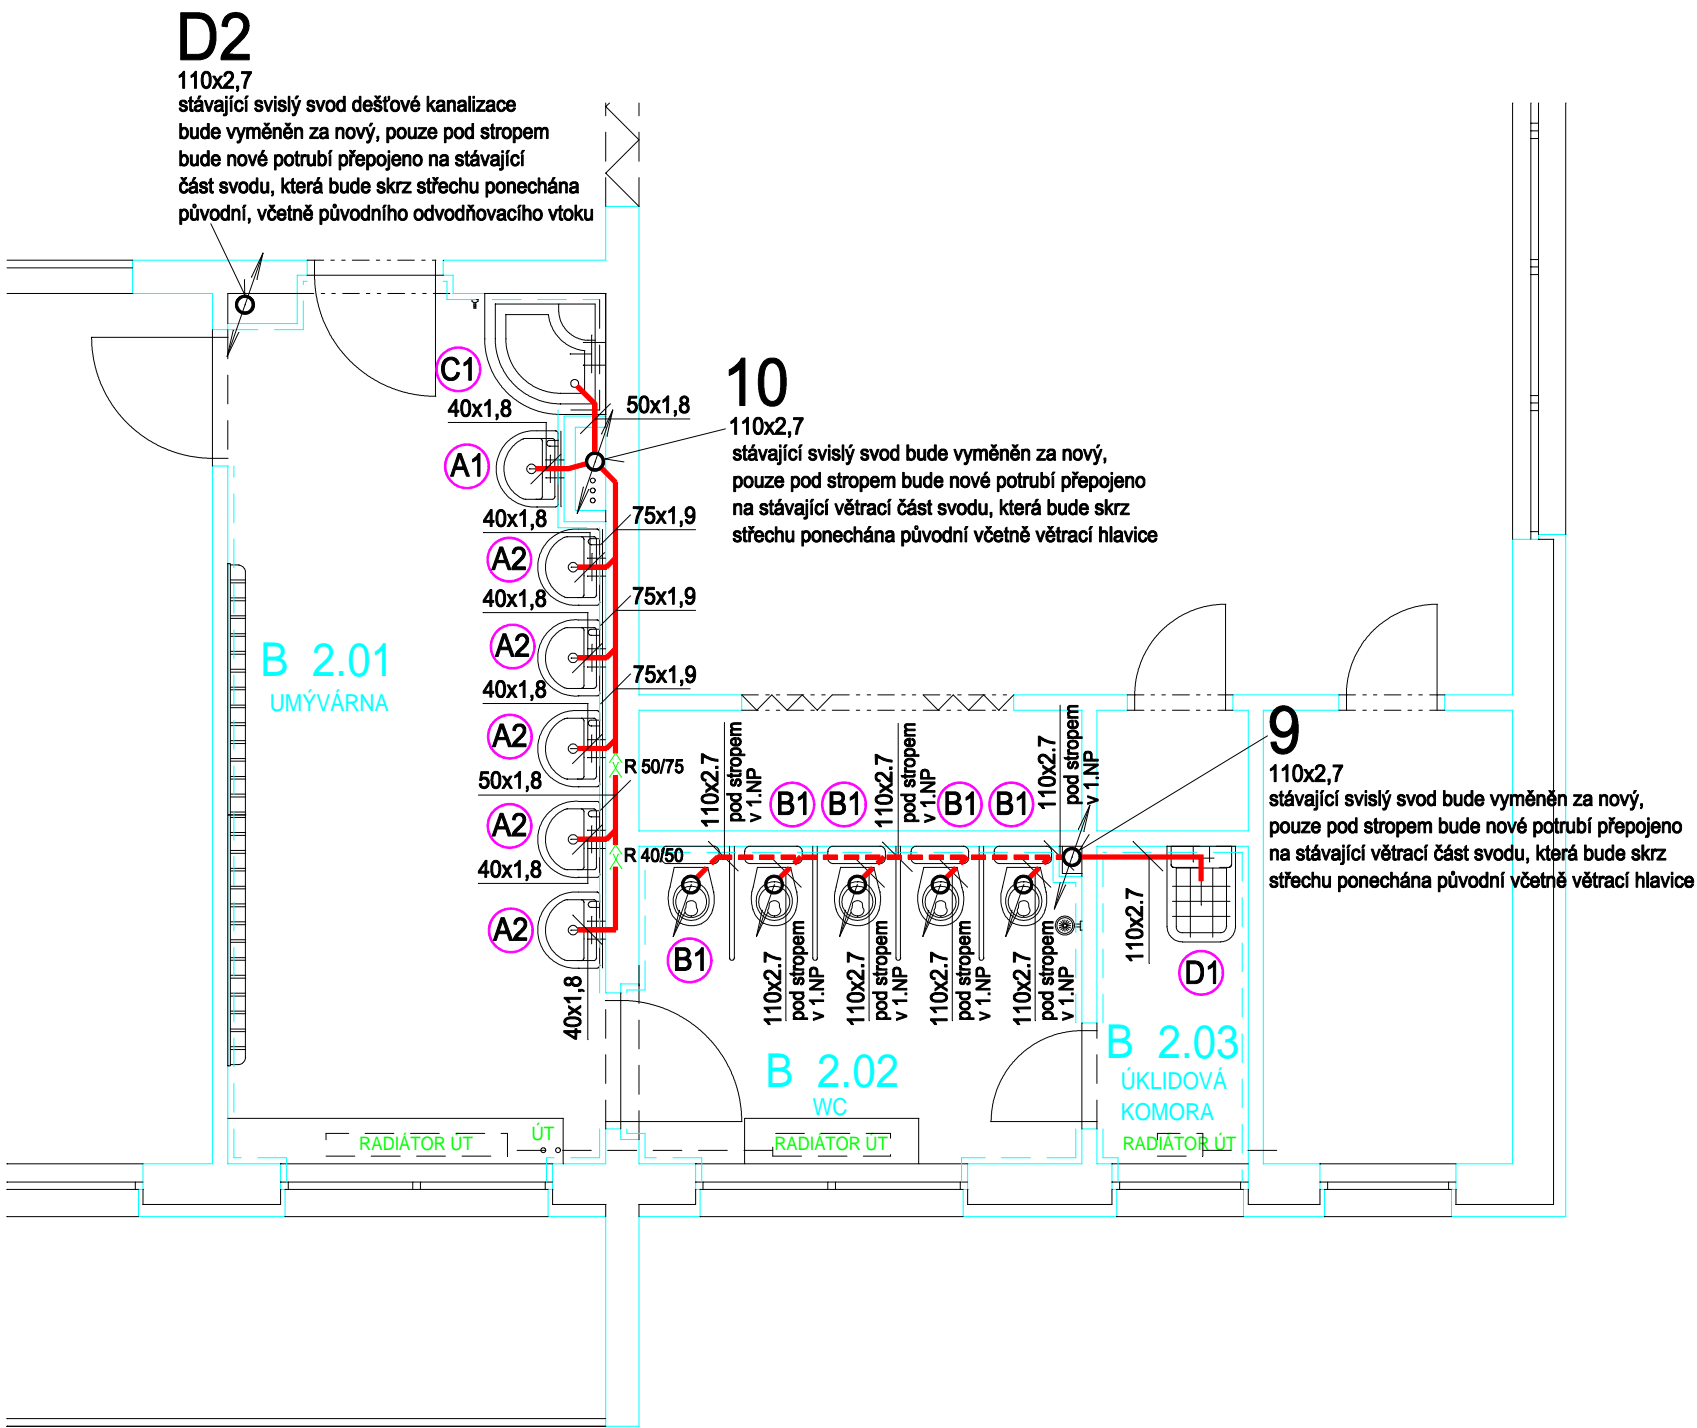 D2
110x2,7
stávající svislý svod dešťové kanalizace
bude vyměněn za nový, pouze pod stropem
bude nové potrubí přepojeno na stávající
část svodu, která bude skrz střechu ponechána
původní, včetně původního odvodňovacího vtoku
C1
40x1,8
50x1,8
10
110x2,7
stávající svislý svod bude vyměněn za nový,
pouze pod stropem bude nové potrubí přepojeno
na stávající větrací část svodu, která bude skrz
střechu ponechána původní včetně větrací hlavice
A1
40x1,8
75x1,9
A2
40x1,8
75x1,9
A2
40x1,8
75x1,9
A2
B 2.01
UMÝVÁRNA
R 50/75
50x1,8
A2
R 40/50
40x1,8
A2
40x1,8
110x2.7
pod stropem
v 1.NP
B1
B1
110x2.7
pod stropem
v 1.NP
B1
B1
110x2.7
pod stropem
v 1.NP
9
110x2,7
stávající svislý svod bude vyměněn za nový,
pouze pod stropem bude nové potrubí přepojeno
na stávající větrací část svodu, která bude skrz
střechu ponechána původní včetně větrací hlavice
B1
110x2.7
pod stropem
v 1.NP
110x2.7
pod stropem
v 1.NP
110x2.7
pod stropem
v 1.NP
110x2.7
pod stropem
v 1.NP
110x2.7
D1
B 2.02
WC
B 2.03
ÚKLIDOVÁ
KOMORA
RADIÁTOR ÚT
ÚT
RADIÁTOR ÚT
RADIÁTOR ÚT